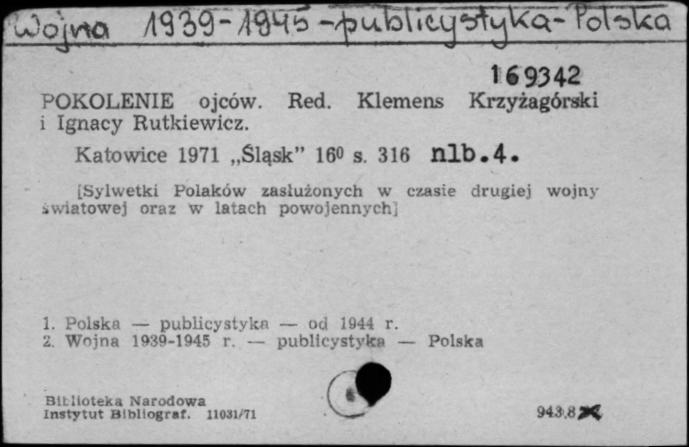 Wojna 1939-1945 - publicystyka - Polska
169342
POKOLENIE ojców. Red. Klemens Krzyżagórski
i Ignacy Rutkiewicz.
Katowice 1971 „Śląsk” 16⁰ s. 316 nlb.4.
[Sylwetki Polaków zasłużonych w czasie drugiej wojny
światowej oraz w latach powojennych]
1. Polska — publicystyka — od 1944 r.
2. Wojna 1939-1945 r. — publicystyka — Polska
Biblioteka Narodowa
Instytut Bibliograf. 11031/71
943.8